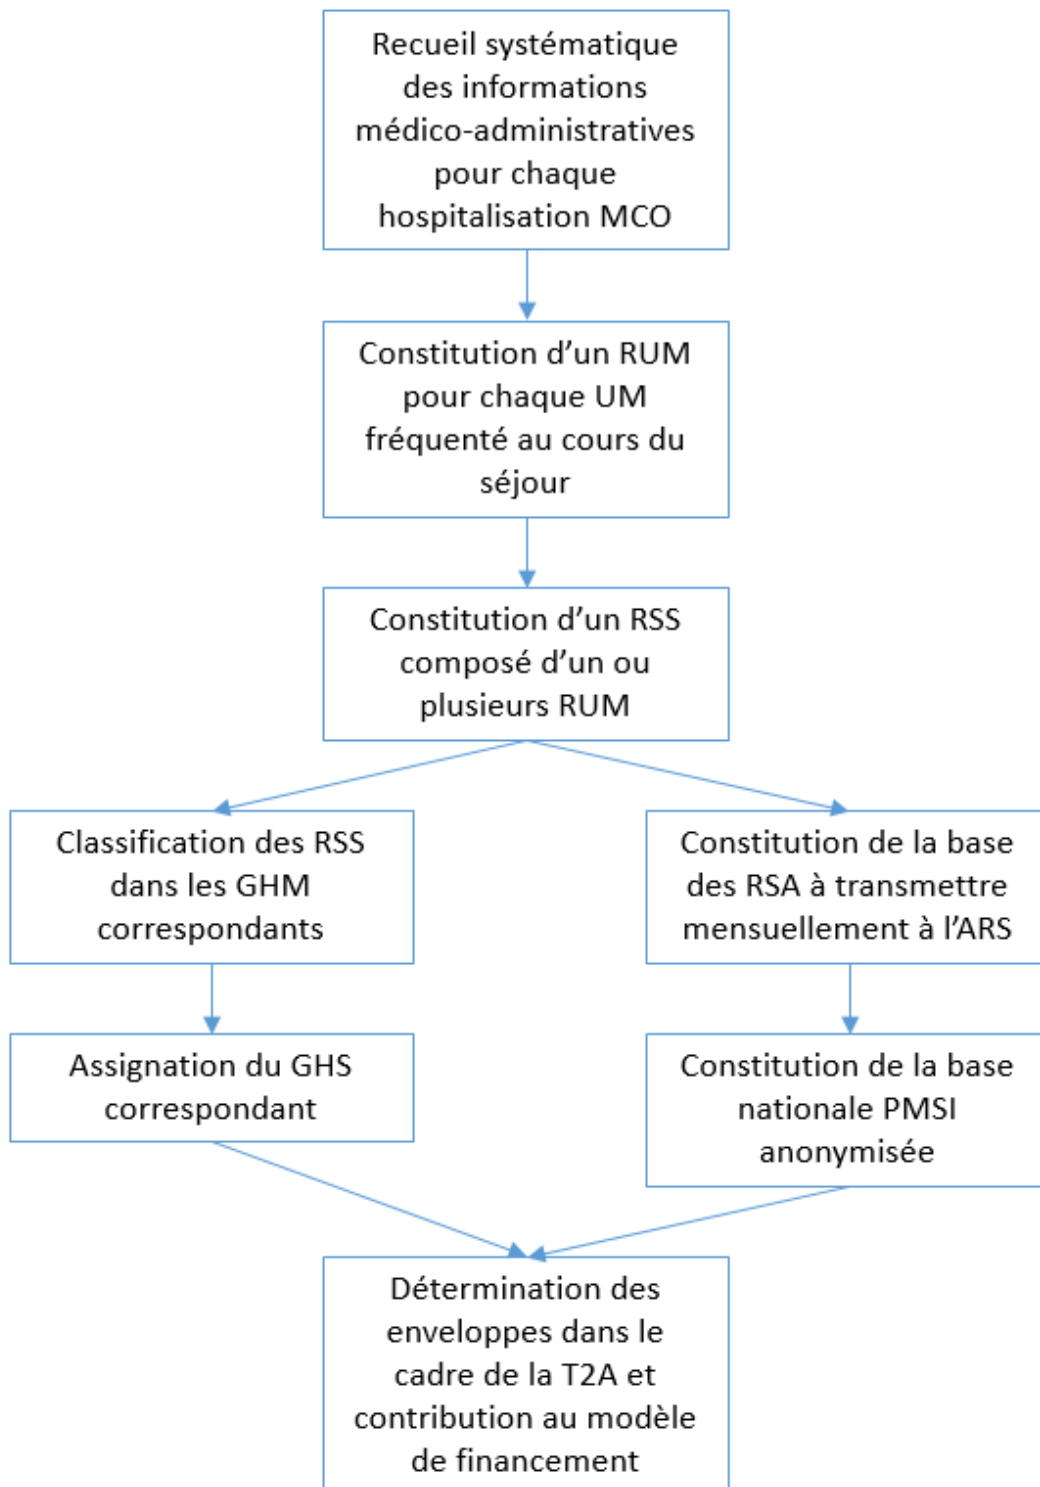 Recueil systématique
des informations
médico-administratives
pour chaque
hospitalisation MCO
Constitution d’un RUM
pour chaque UM
fréquenté au cours du
séjour
Constitution d’un RSS
composé d’un ou
plusieurs RUM
Classification des RSS
dans les GHM
correspondants
Constitution de la base
des RSA à transmettre
mensuellement à l’ARS
Assignation du GHS
correspondant
Constitution de la base
nationale PMSI
anonymisée
Détermination des
enveloppes dans le
cadre de la T2A et
contribution au modèle
de financement